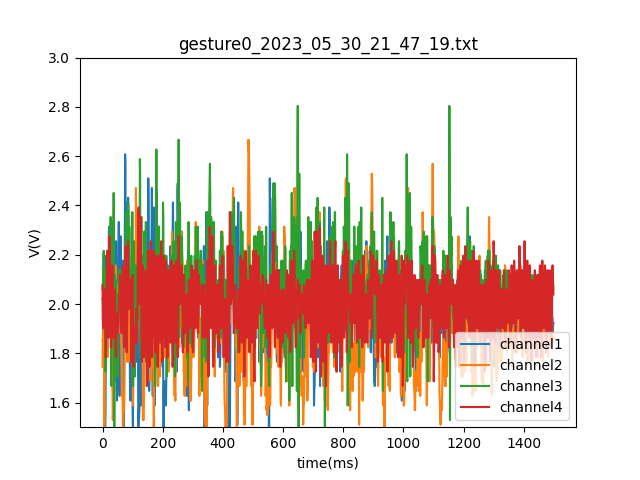 gesture0_2023_05_30_21_47_19.txt
V(V)
3.0
2.8
2.6
2.4
2.2
2.0
1.8
1.6
channel1
channel2
channel3
channel4
0 200 400 600 800 1000 1200 1400
time(ms)